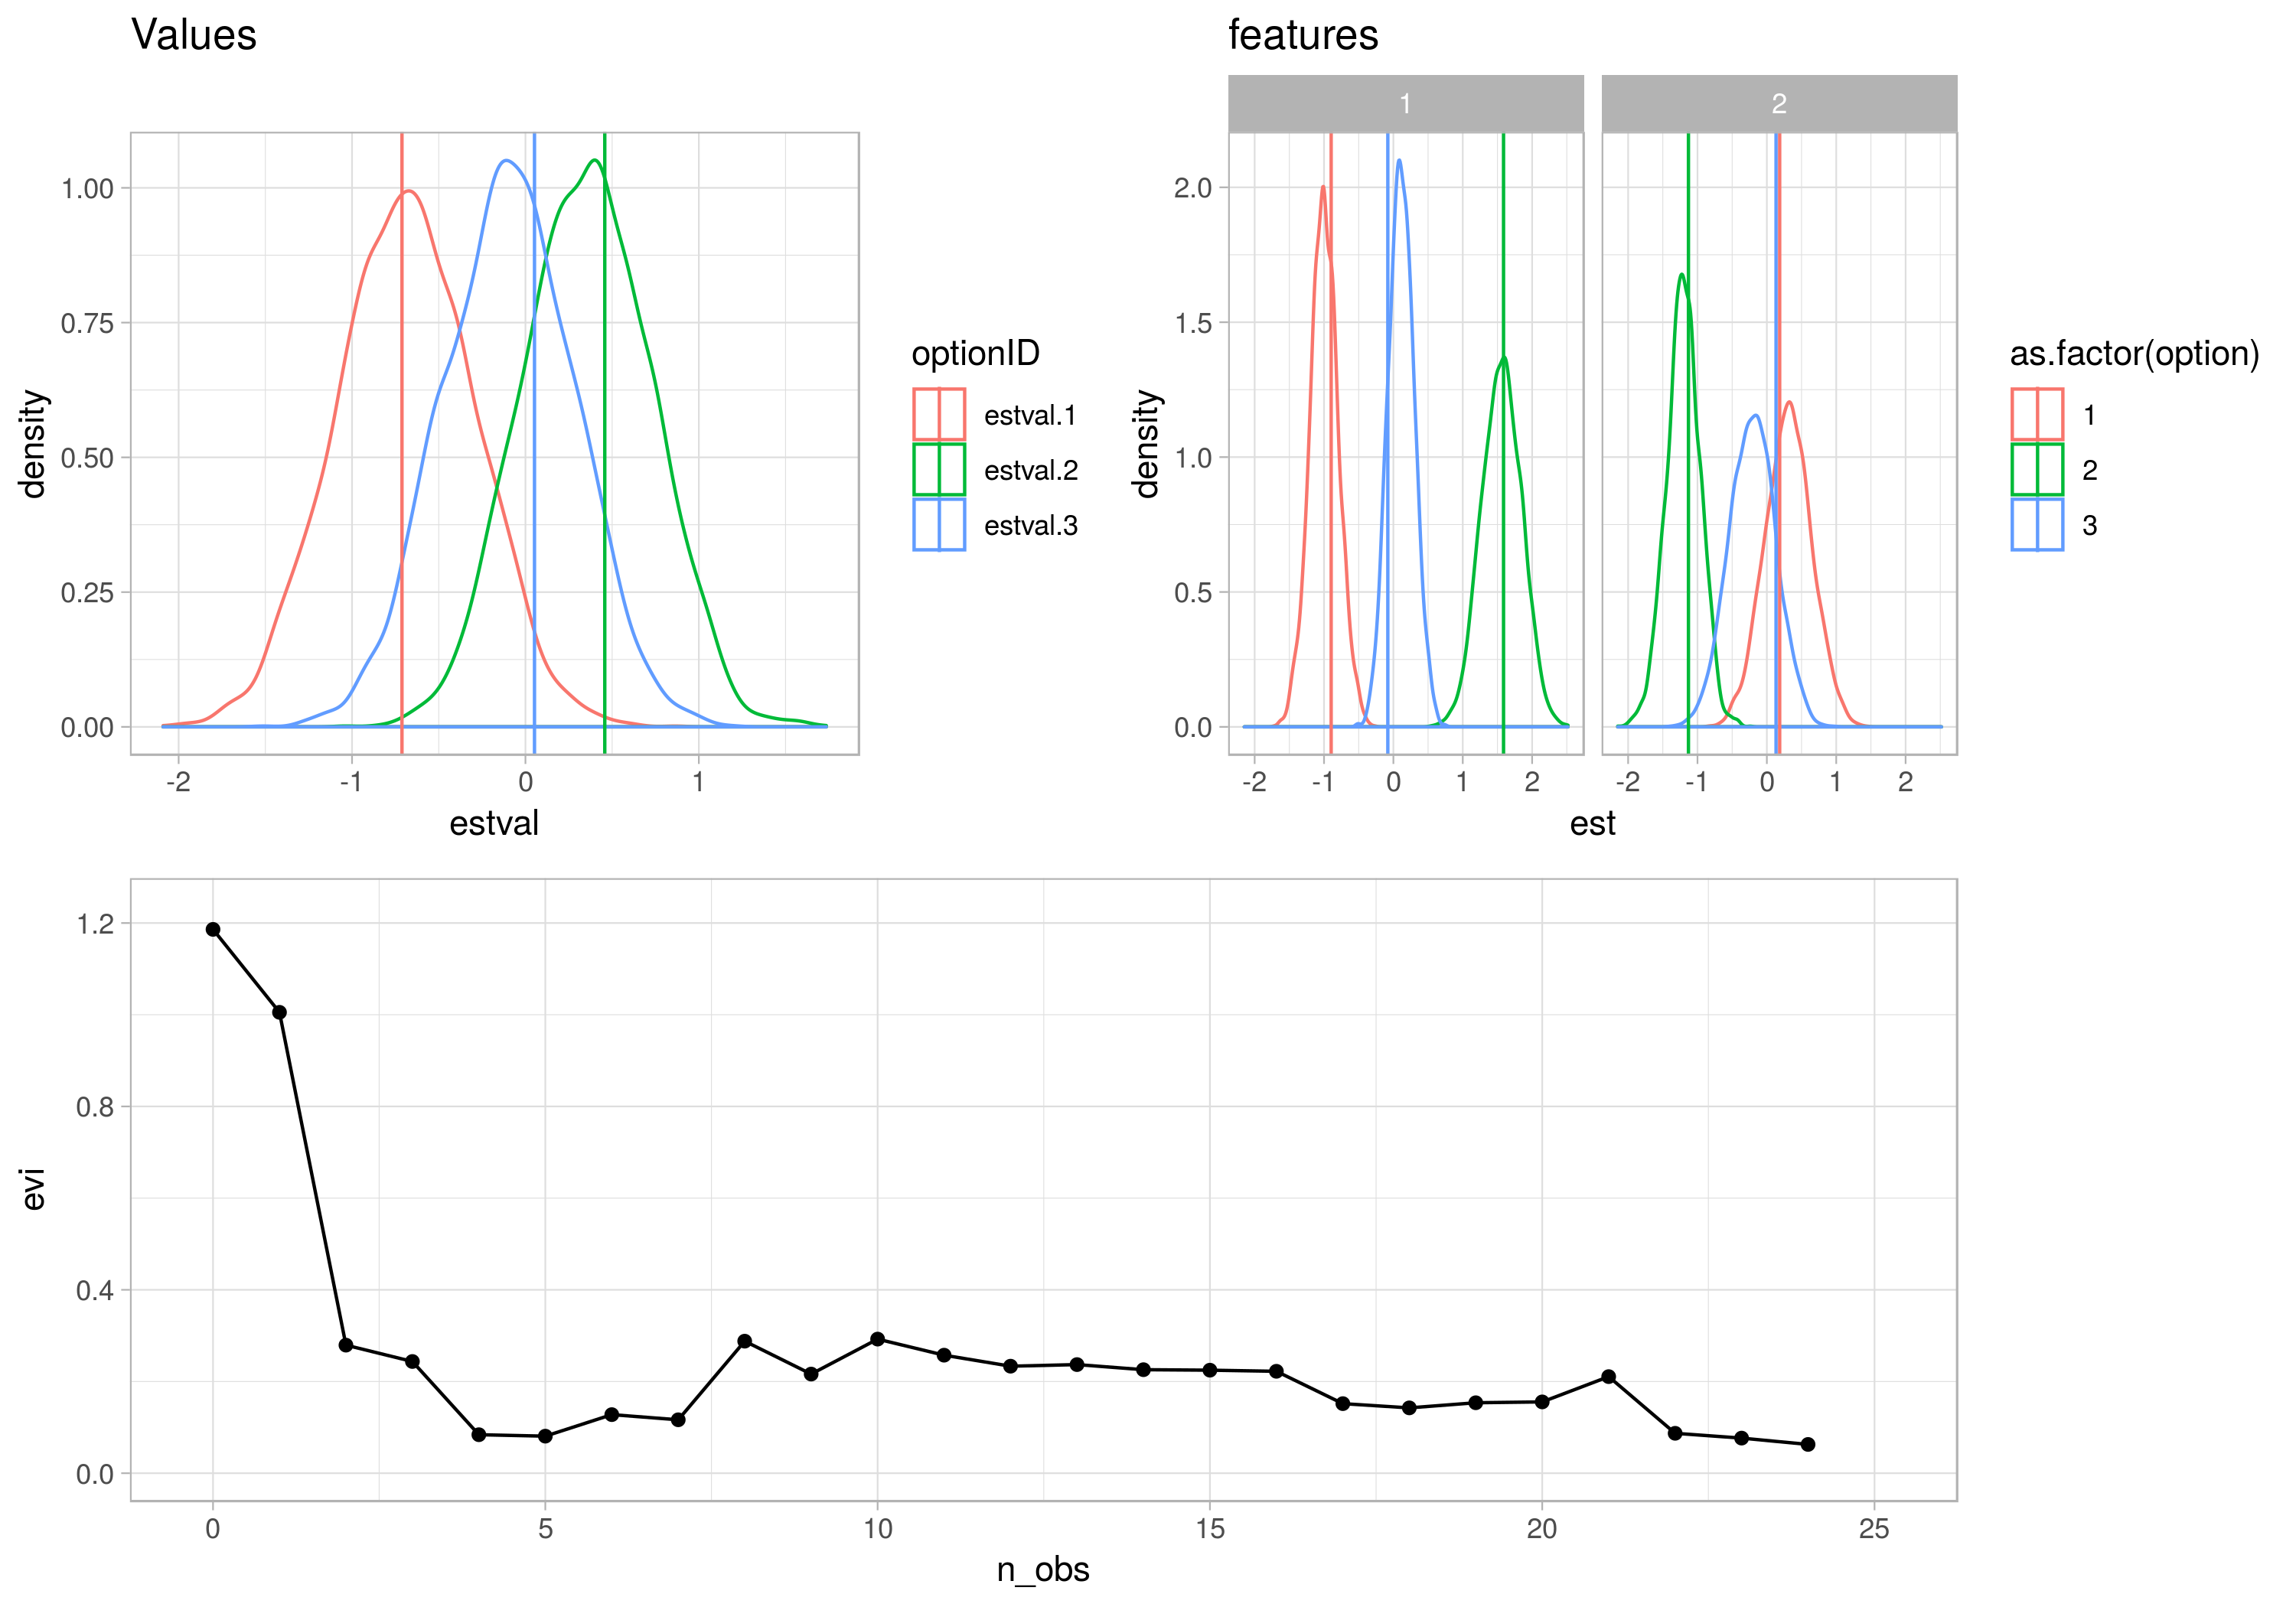 Values
density
1.00
0.75
0.50
0.25
0.00
-2 -1 0 1
estval
optionID
estval.1
estval.2
estval.3
features
1 2
density
2.0
1.5
1.0
0.5
0.0
-2 -1 0 1 2 -2 -1 0 1 2
est
as.factor(option)
1
2
3
evi
1.2
0.8
0.4
0.0
0 5 10 15 20 25
n_obs